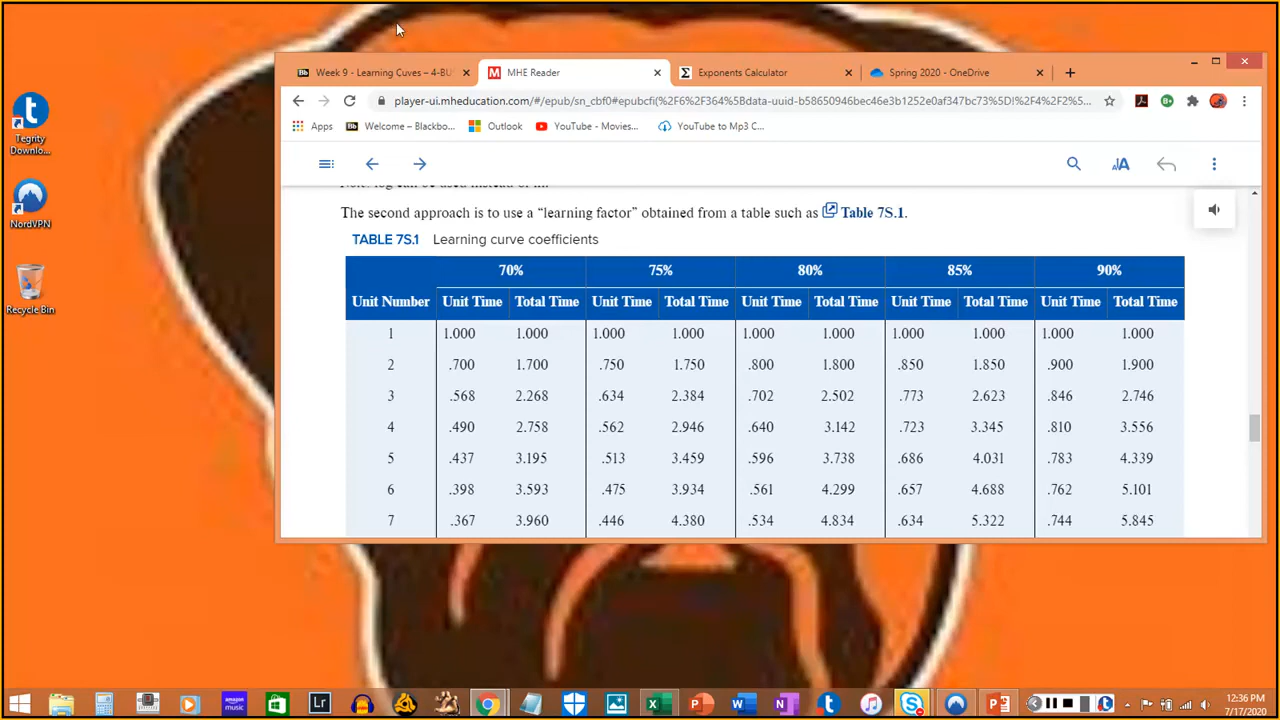 Week 9 - Learning Cuves – 4-BU
MHE Reader
Exponents Calculator
Spring 2020 - OneDrive
player-ui.mheducation.com/#/epub/sn_cbf0#epubcfi(%2F6%2F364%5Bdata-uuid-b58650946bec46e3b1252e0af347bc73%5D!%2F4%2F2%2...
Apps
Welcome – Blackbo...
Outlook
YouTube - Movies...
YouTube to Mp3 C...
The second approach is to use a “learning factor” obtained from a table such as Table 7S.1.
TABLE 7S.1 Learning curve coefficients
70% 75% 80% 85% 90%
Unit Number Unit Time Total Time Unit Time Total Time Unit Time Total Time Unit Time Total Time Unit Time Total Time
1 1.000 1.000 1.000 1.000 1.000 1.000 1.000 1.000 1.000 1.000
2 .700 1.700 .750 1.750 .800 1.800 .850 1.850 .900 1.900
3 .568 2.268 .634 2.384 .702 2.502 .773 2.623 .846 2.746
4 .490 2.758 .562 2.946 .640 3.142 .723 3.345 .810 3.556
5 .437 3.195 .513 3.459 .596 3.738 .686 4.031 .783 4.339
6 .398 3.593 .475 3.934 .561 4.299 .657 4.688 .762 5.101
7 .367 3.960 .446 4.380 .534 4.834 .634 5.322 .744 5.845
Tegrity
Downlo...
NordVPN
Recycle Bin
amazon
music
Lr
12:36 PM
7/17/2020